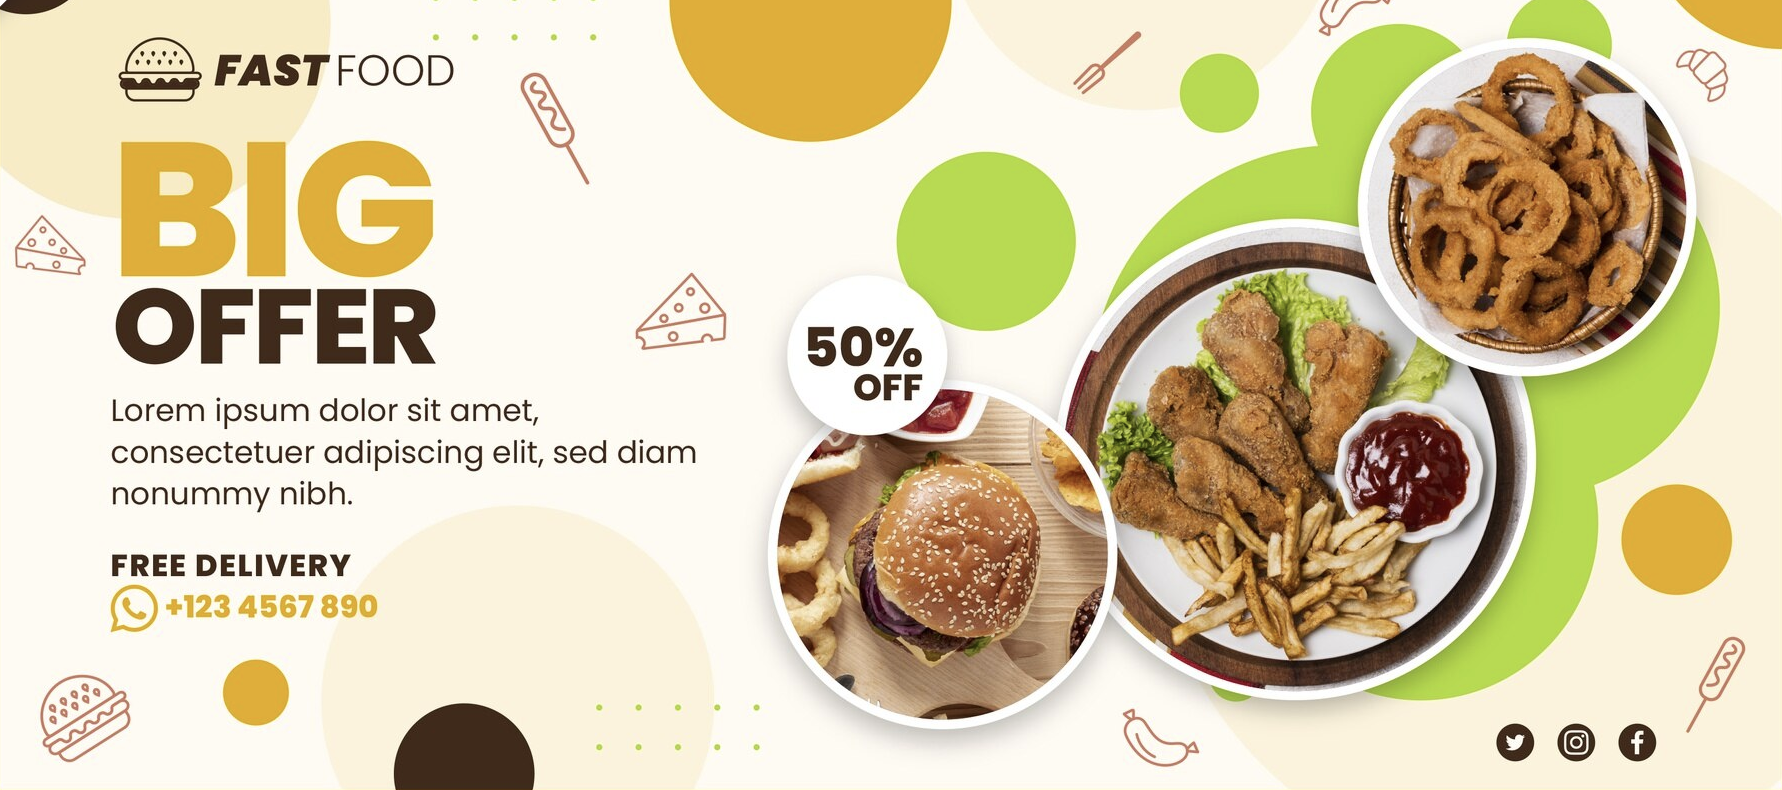 FAST FOOD
BIG
OFFER
Lorem ipsum dolor sit amet,
consectetuer adipiscing elit, sed diam
nonummy nibh.
FREE DELIVERY
+123 4567 890
50%
OFF